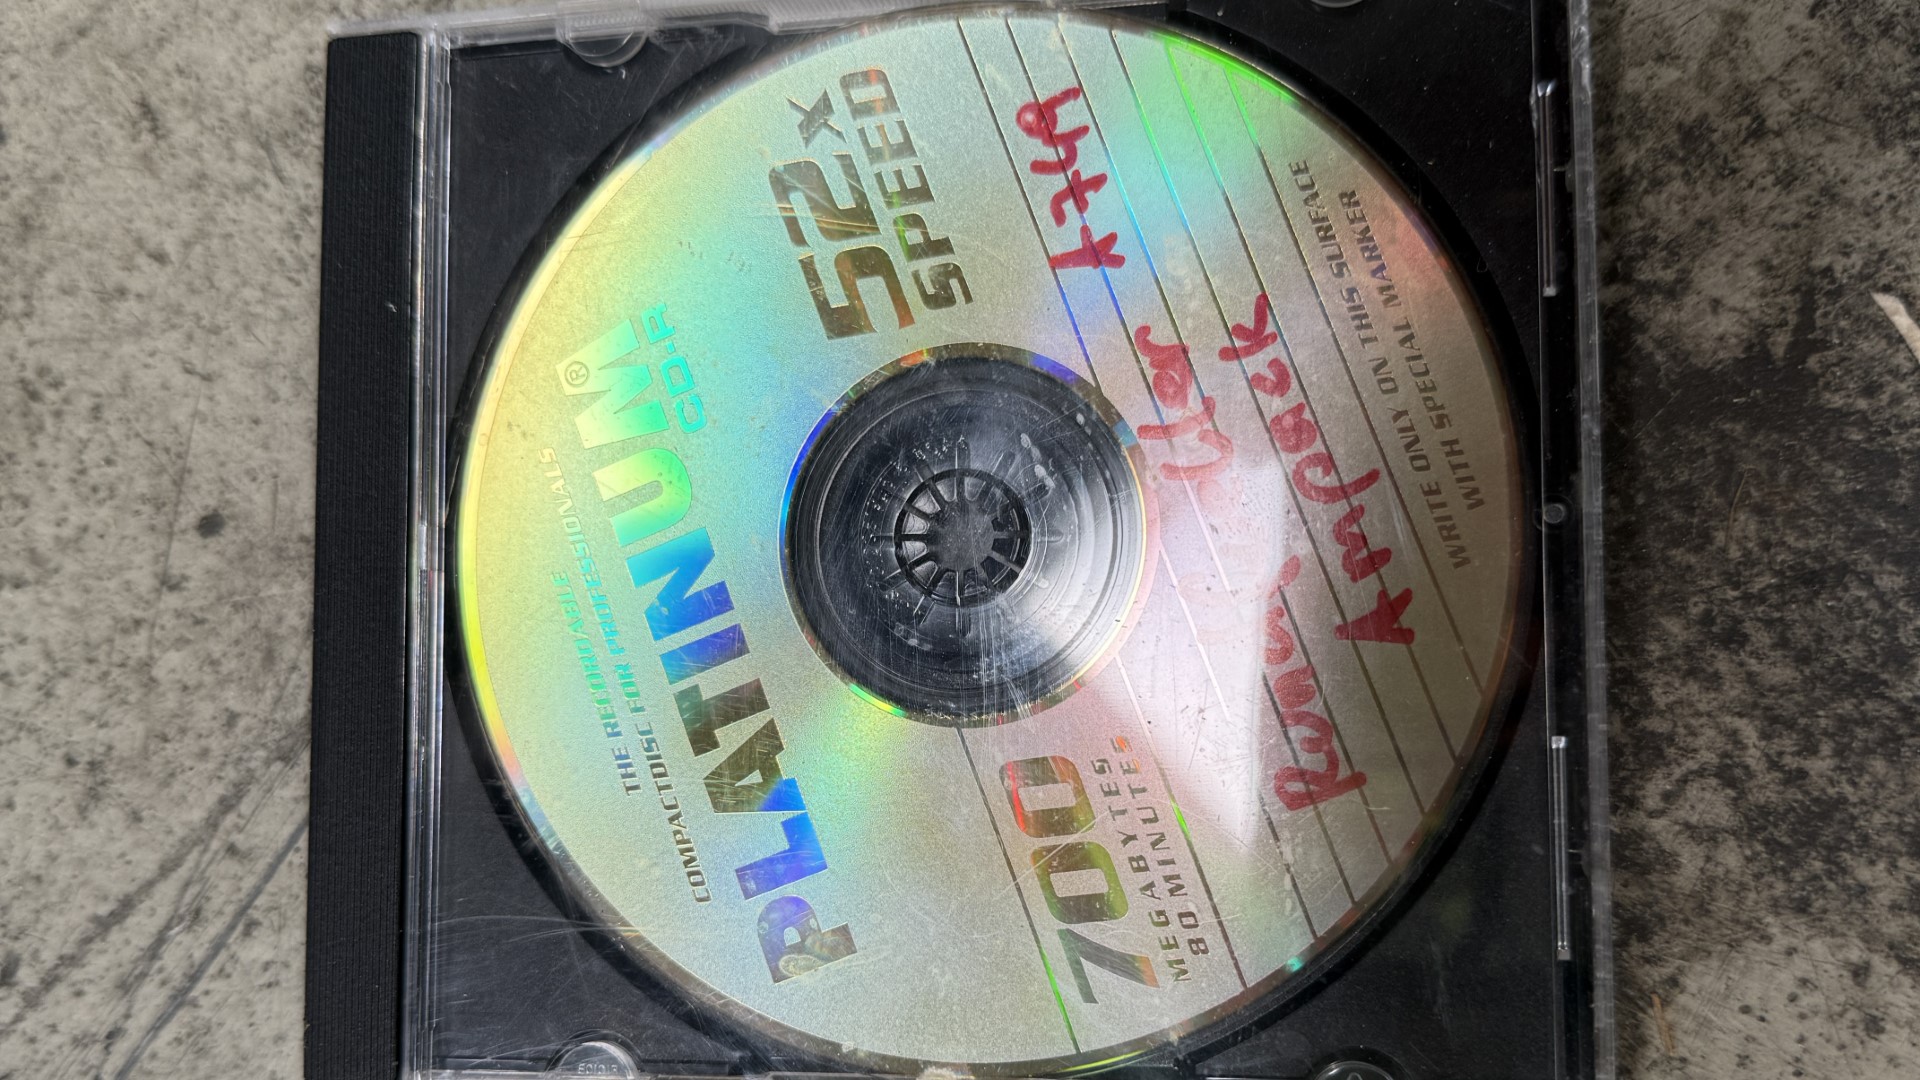 THE RECORDABLE
COMPACTDISC FOR PROFESSIONALS
PLATINUM®
CD-R
700
MEGABYTES
80 MINUTES
52x
SPEED
Ampack
WRITE ONLY ON THIS SURFACE
WITH SPECIAL MARKER